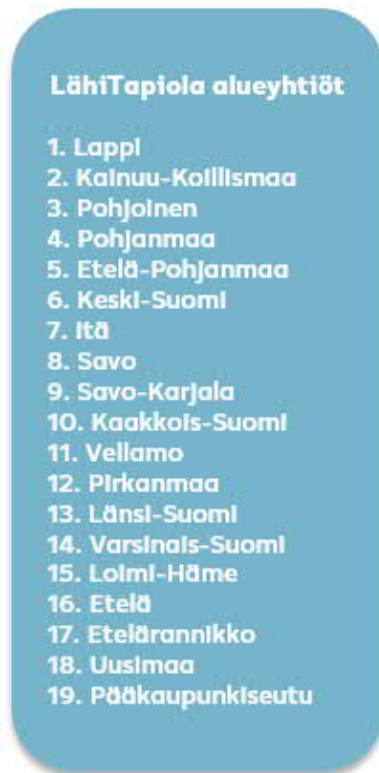 LähiTapiola alueyhtiöt
1. Lappi
2. Kainuu-Koillismaa
3. Pohjoinen
4. Pohjanmaa
5. Etelä-Pohjanmaa
6. Keski-Suomi
7. Itä
8. Savo
9. Savo-Karjala
10. Kaakkois-Suomi
11. Vellamo
12. Pirkanmaa
13. Länsi-Suomi
14. Varsinais-Suomi
15. Loimi-Häme
16. Etelä
17. Etelärannikko
18. Uusimaa
19. Pääkaupunkiseutu